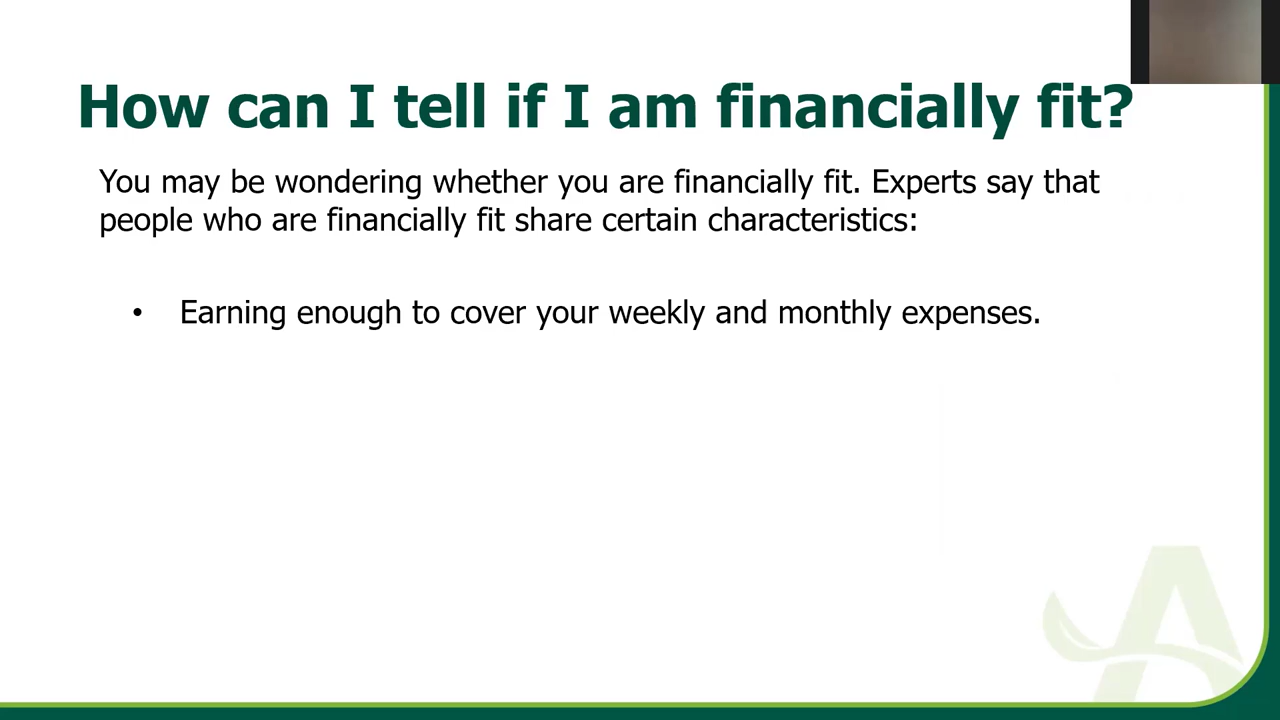 How can I tell if I am financially fit?
You may be wondering whether you are financially fit. Experts say that
people who are financially fit share certain characteristics:
• Earning enough to cover your weekly and monthly expenses.